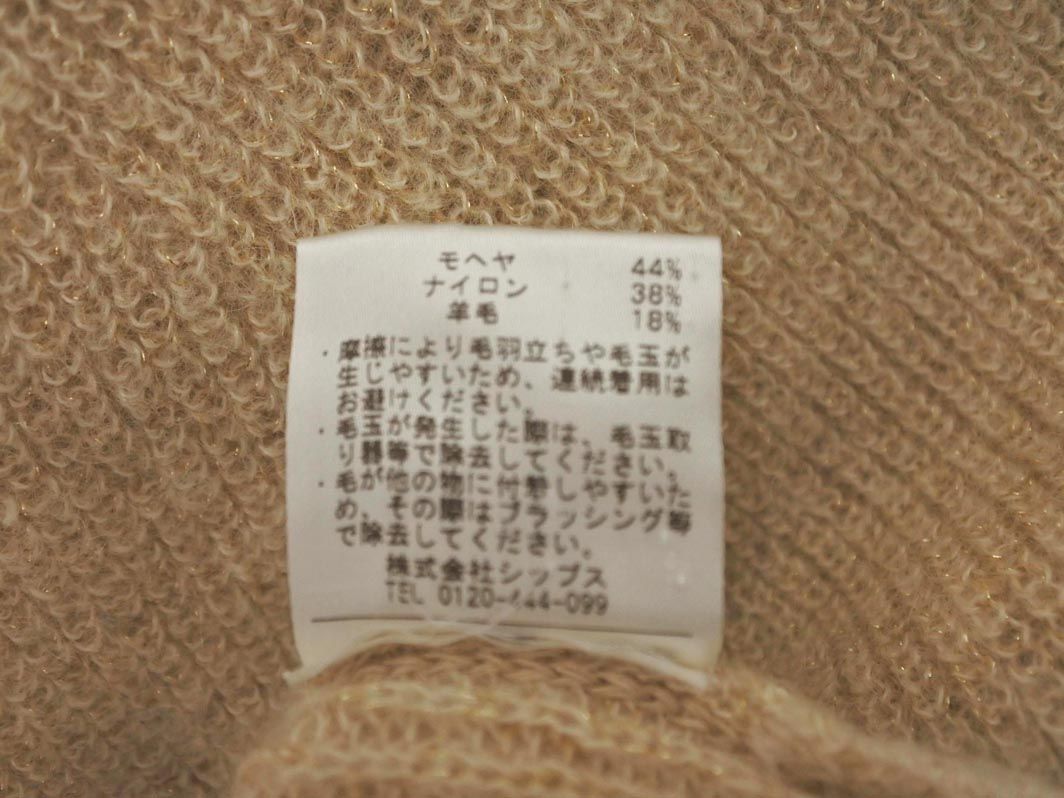 モヘヤ 44%
ナイロン 38%
羊毛 18%
・摩擦により毛羽立ちや毛玉が
生じやすいため、連続着用は
お避けください。
・毛玉が発生した際は、毛玉取
り器等で除去してください。
・毛が他の物に付着しやすいた
め、その際はブラッシング等
で除去してください。
株式会社シップス
TEL 0120-444-099